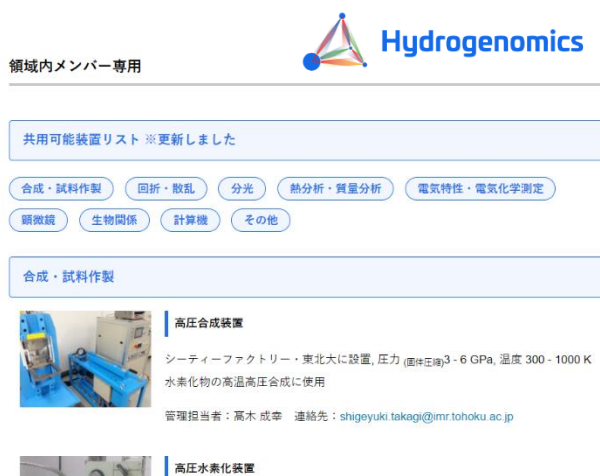 Hydrogenomics
領域内メンバー専用
共用可能装置リスト ※更新しました
合成・試料作製 回折・散乱 分光 熱分析・質量分析 電気特性・電気化学測定
顕微鏡 生物関係 計算機 その他
合成・試料作製
高圧合成装置
シーティーファクトリー・東北大に設置, 圧力 (固体圧縮)3 - 6 GPa, 温度 300 - 1000 K
水素化物の高温高圧合成に使用
管理担当者：髙木 成幸 連絡先：shigeyuki.takagi@imr.tohoku.ac.jp
高圧水素化装置